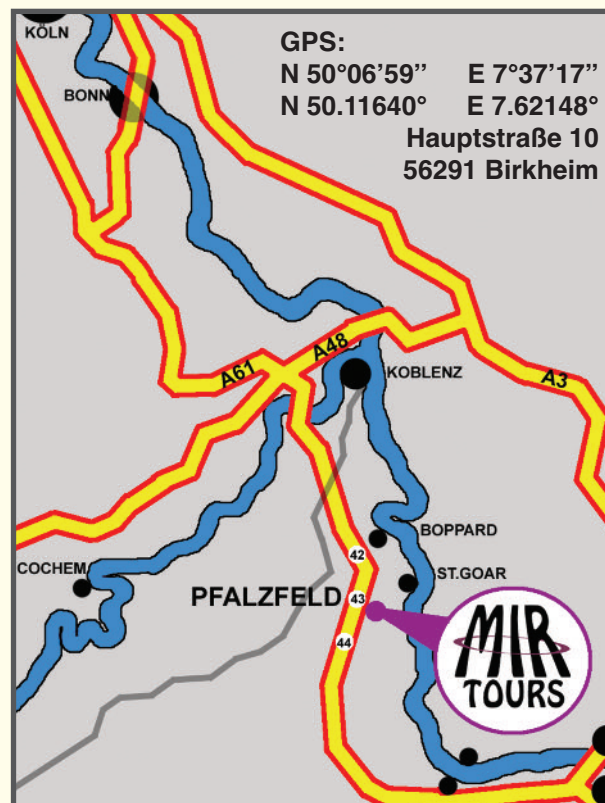 KÖLN
GPS:
N 50°06’59” E 7°37’17”
BONN
N 50.11640° E 7.62148°
Hauptstraße 10
56291 Birkheim
A48
A61
KOBLENZ
A3
BOPPARD
42
COCHEM
ST.GOAR
PFALZFELD
43
44
MIR
TOURS